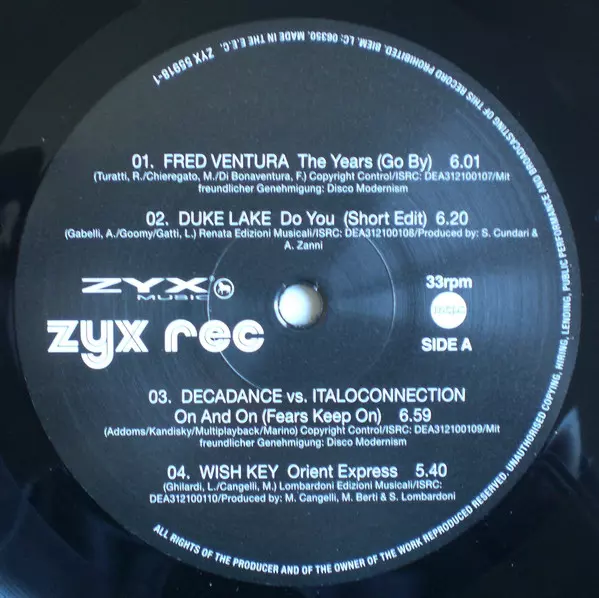 01. FRED VENTURA The Years (Go By) 6.01
(Turatti, R./Chieregato, M./Di Bonaventura, F.) Copyright Control/ISRC: DEA312100107/Mit
freundlicher Genehmigung: Disco Modernism
02. DUKE LAKE Do You (Short Edit) 6.20
(Gabelli, A./Goomy/Gatti, L.) Renata Edizioni Musicali/ISRC: DEA312100108/Produced by: S. Cundari &
A. Zanni
ZYX®
MUSIC
zyx rec
33rpm
SIDE A
03. DECADANCE vs. ITALOCONNECTION
On And On (Fears Keep On) 6.59
(Addoms/Kandisky/Multiplayback/Marino) Copyright Control/ISRC: DEA312100109/Mit
freundlicher Genehmigung: Disco Modernism
04. WISH KEY Orient Express 5.40
(Ghilardi, L./Cangelli, M.) Lombardoni Edizioni Musicali/ISRC:
DEA312100110/Produced by: M. Cangelli, M. Berti & S. Lombardoni
ALL RIGHTS OF THE PRODUCER AND OF THE OWNER OF THE WORK REPRODUCED RESERVED. UNAUTHORISED COPYING, HIRING, LENDING, PUBLIC PERFORMANCE AND BROADCASTING OF THIS RECORD PROHIBITED. BIEM. LC: 06350. MADE IN THE E.E.C. ZYX 55918-1